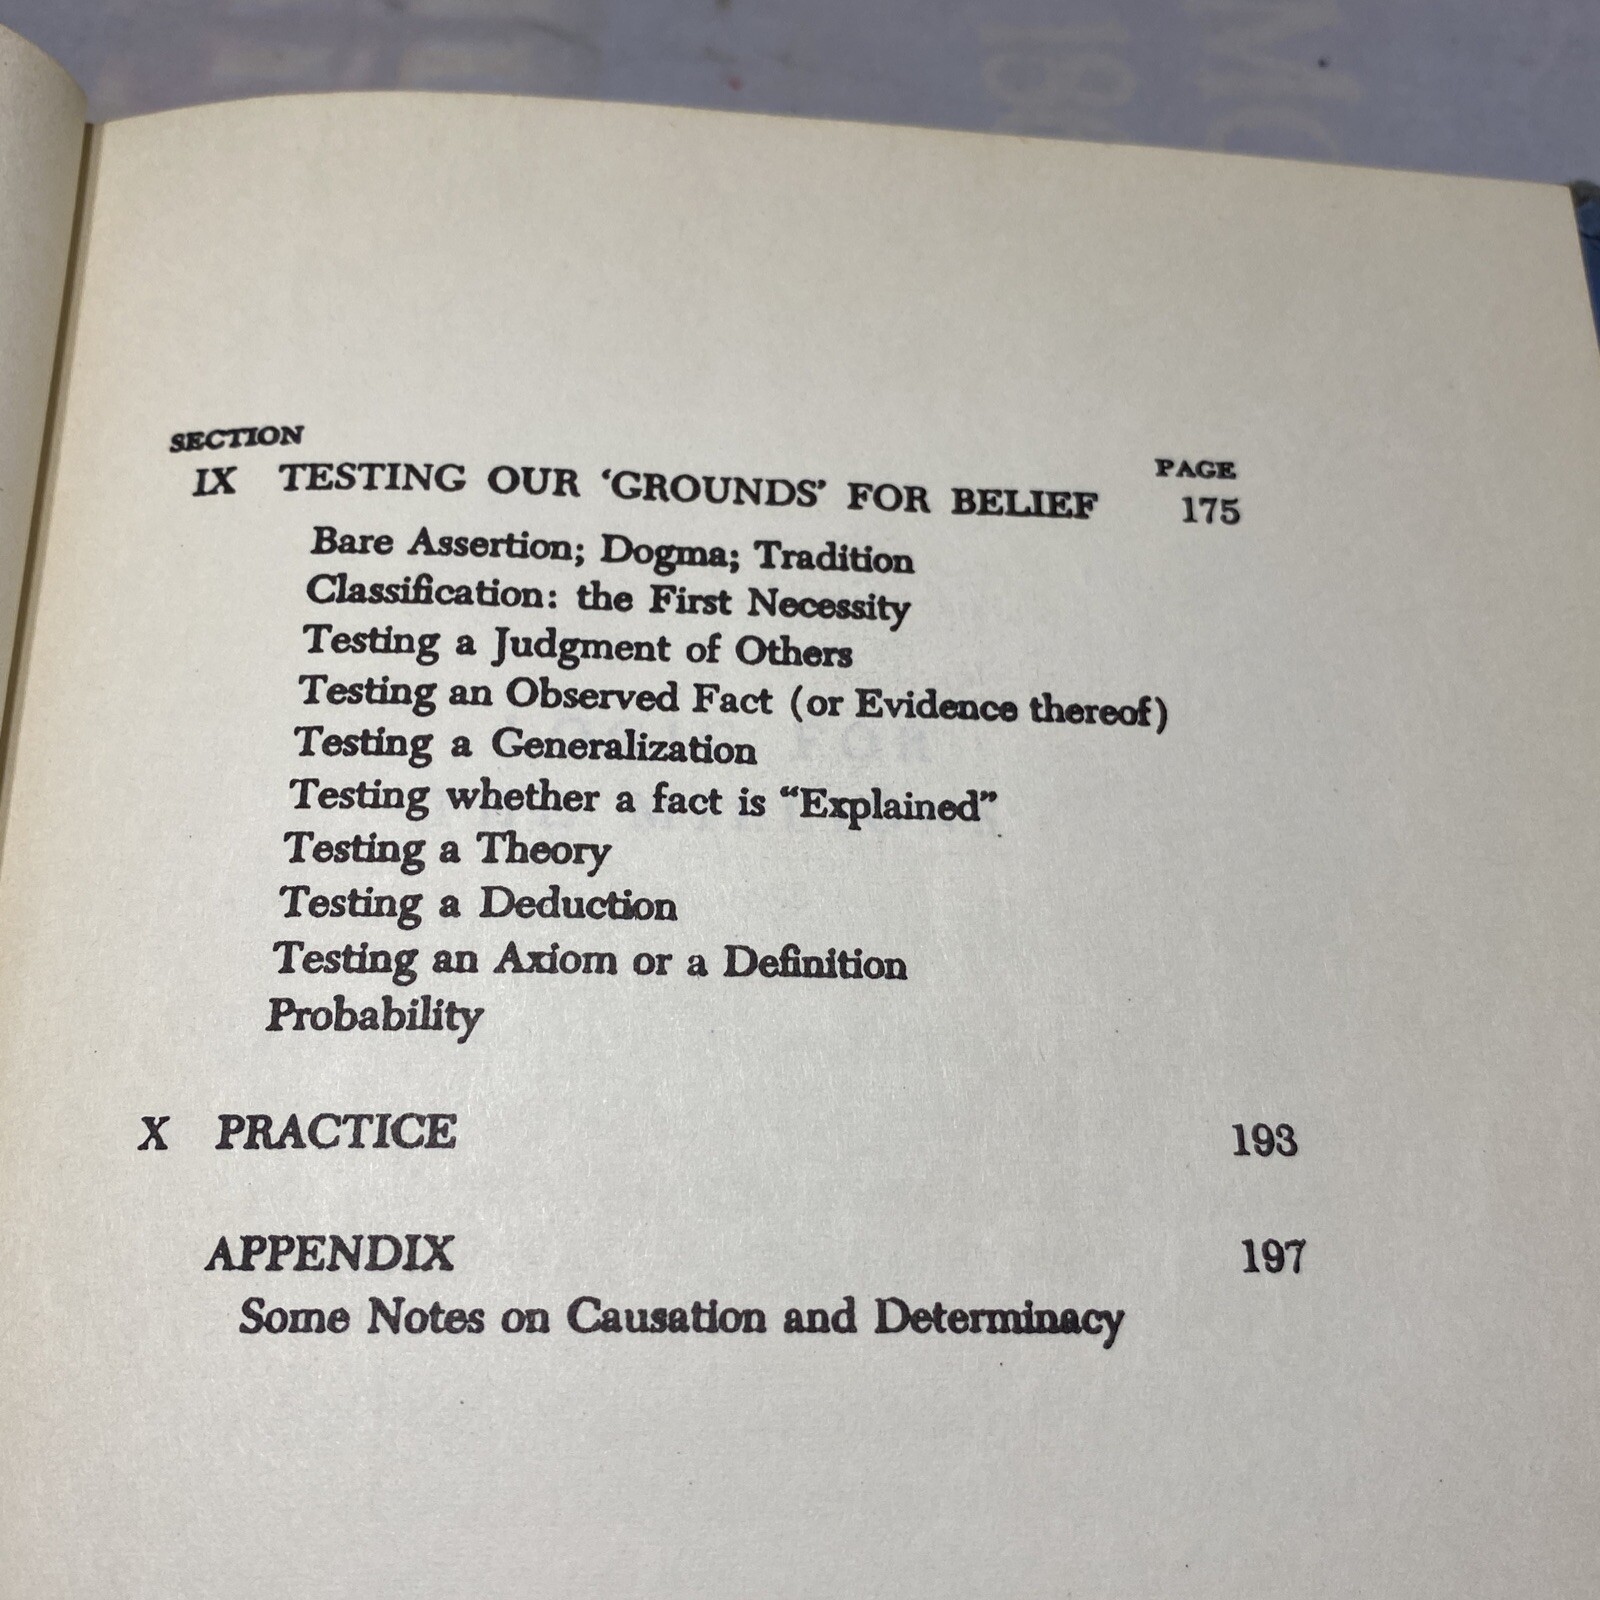 SECTION
PAGE
IX TESTING OUR ‘GROUNDS’ FOR BELIEF 175
Bare Assertion; Dogma; Tradition
Classification: the First Necessity
Testing a Judgment of Others
Testing an Observed Fact (or Evidence thereof)
Testing a Generalization
Testing whether a fact is “Explained”
Testing a Theory
Testing a Deduction
Testing an Axiom or a Definition
Probability
X PRACTICE 193
APPENDIX 197
Some Notes on Causation and Determinacy